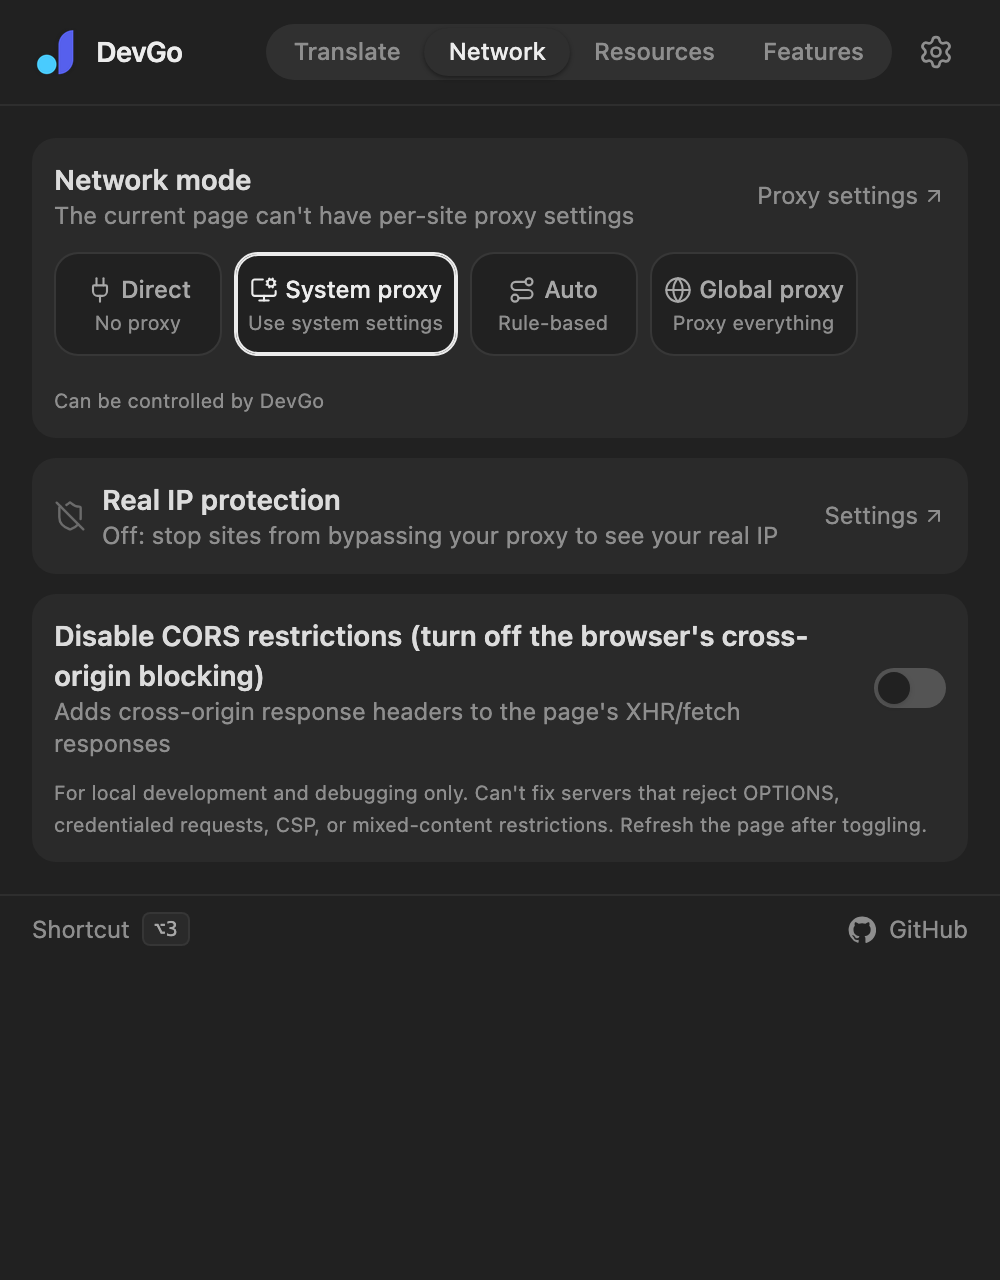 DevGo
Translate
Network
Resources
Features
Network mode
The current page can't have per-site proxy settings
Proxy settings
Direct
No proxy
System proxy
Use system settings
Auto
Rule-based
Global proxy
Proxy everything
Can be controlled by DevGo
Real IP protection
Off: stop sites from bypassing your proxy to see your real IP
Settings
Disable CORS restrictions (turn off the browser's cross-
origin blocking)
Adds cross-origin response headers to the page's XHR/fetch
responses
For local development and debugging only. Can't fix servers that reject OPTIONS,
credentialed requests, CSP, or mixed-content restrictions. Refresh the page after toggling.
Shortcut ⌥3
GitHub